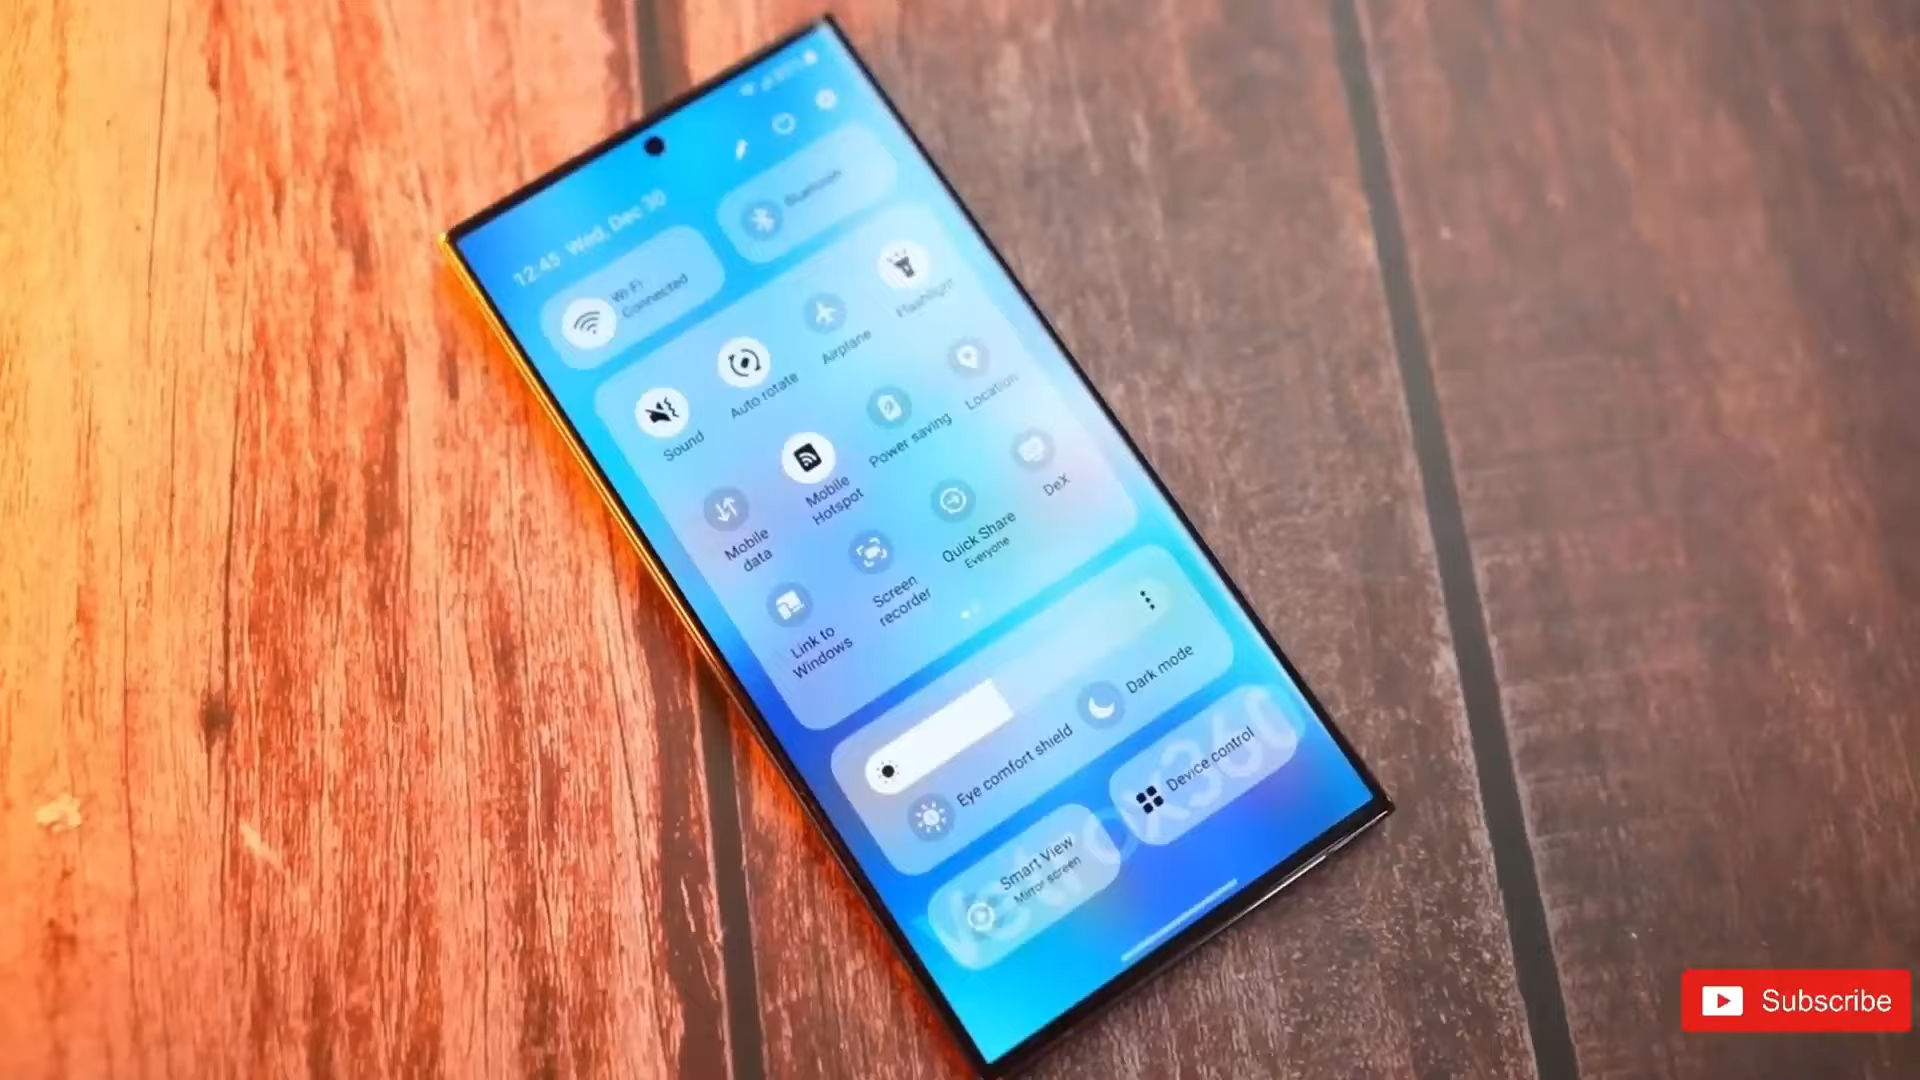 12:45 Wed, Dec 30
Wi-Fi
Connected
Bluetooth
Sound
Auto rotate
Airplane
Flashlight
Mobile
data
Mobile
Hotspot
Power saving
Location
Link to
Windows
Screen
recorder
Quick Share
Everyone
DeX
Eye comfort shield
Dark mode
Smart View
Mirror screen
Device control
Subscribe